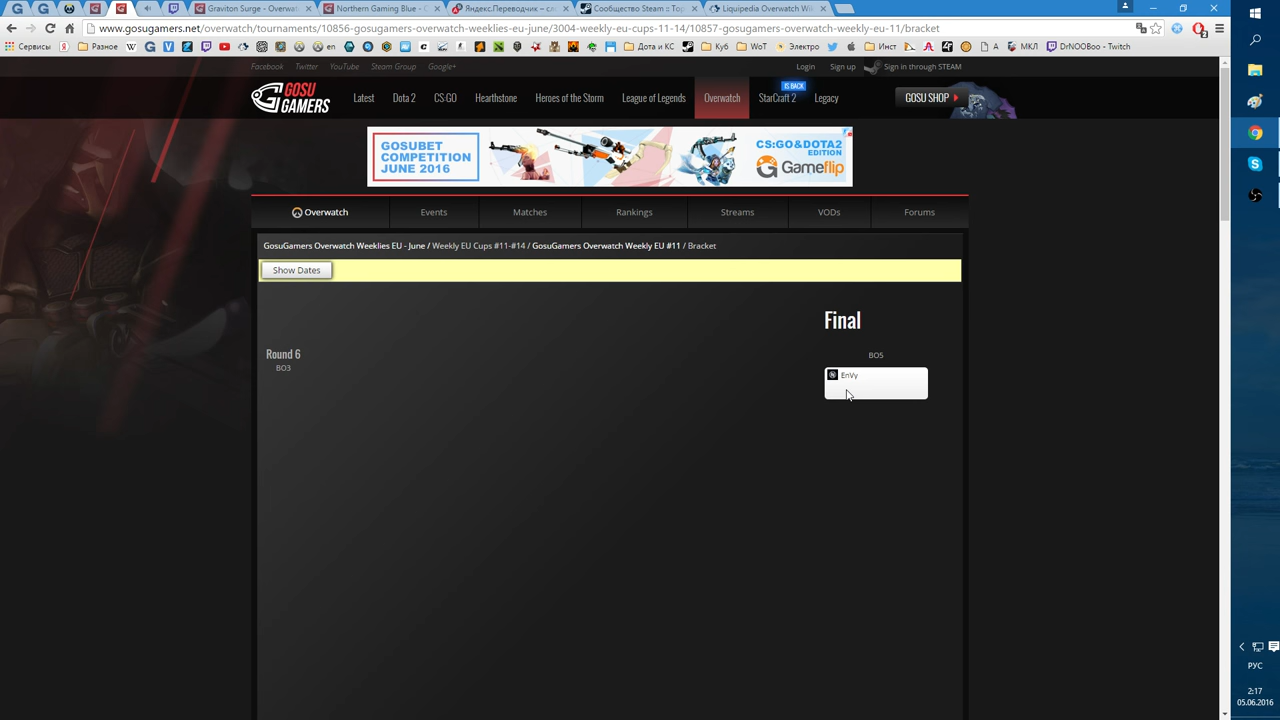 Graviton Surge - Overwat
Northern Gaming Blue - C
Яндекс.Переводчик – сло
Сообщество Steam :: Top
Liquipedia Overwatch Wik
www.gosugamers.net/overwatch/tournaments/10856-gosugamers-overwatch-weeklies-eu-june/3004-weekly-eu-cups-11-14/10857-gosugamers-overwatch-weekly-eu-11/bracket
Сервисы
Разное
en
Дота и КС
Куб
WoT
Электро
Инст
А
МКЛ
DrNOOBoo - Twitch
Facebook Twitter YouTube Steam Group Google+
Login Sign up Sign in through STEAM
GOSU
GAMERS
Latest Dota 2 CS:GO Hearthstone Heroes of the Storm League of Legends Overwatch StarCraft 2 Legacy
IS BACK
GOSU SHOP
GOSUBET
COMPETITION
JUNE 2016
CS:GO&DOTA2
EDITION
Gameflip
Overwatch Events Matches Rankings Streams VODs Forums
GosuGamers Overwatch Weeklies EU - June / Weekly EU Cups #11-#14 / GosuGamers Overwatch Weekly EU #11 / Bracket
Show Dates
Final
Round 6
BO3
BO5
EnVy
РУС
2:17
05.06.2016